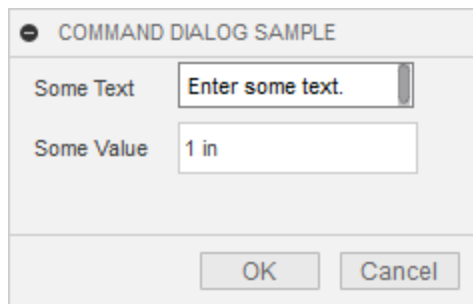 COMMAND DIALOG SAMPLE
Some Text Enter some text.
Some Value 1 in
OK Cancel